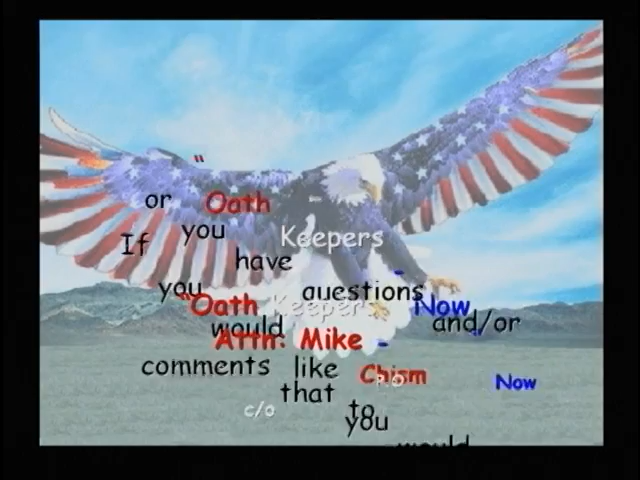 "
or Oath
you
If Keepers
have
you questions
"Oath Keepers Now
would and/or
Attn: Mike
comments like
Chism
P.O Now
that
c/o to
you
would